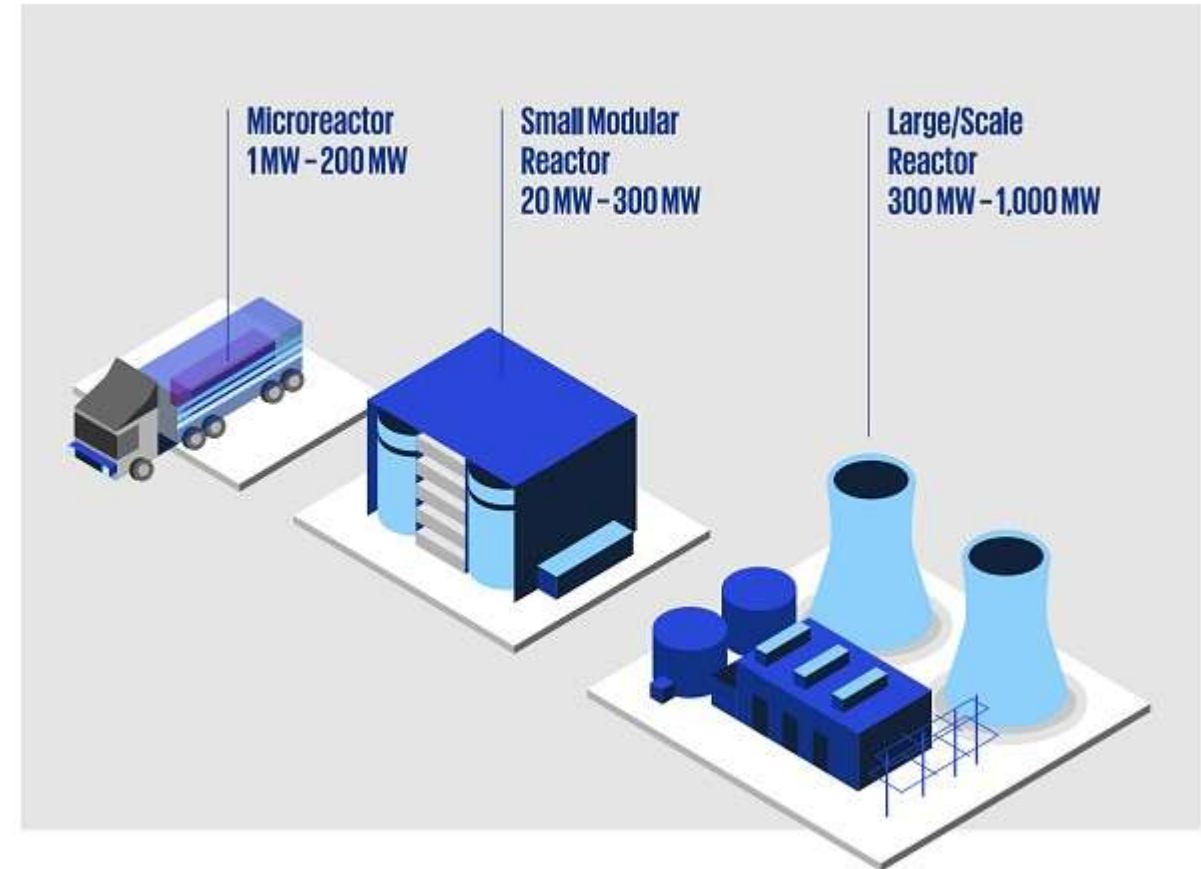 Microreactor
1 MW – 200 MW
Small Modular
Reactor
20 MW – 300 MW
Large/Scale
Reactor
300 MW – 1,000 MW